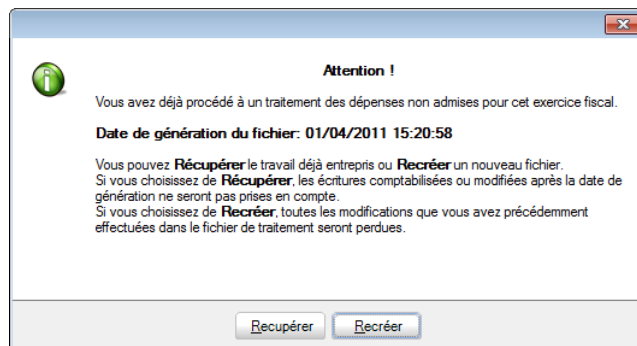 Attention !
Vous avez déjà procédé à un traitement des dépenses non admises pour cet exercice fiscal.
Date de génération du fichier: 01/04/2011 15:20:58
Vous pouvez Récupérer le travail déjà entrepris ou Recréer un nouveau fichier.
Si vous choisissez de Récupérer, les écritures comptabilisées ou modifiées après la date de
génération ne seront pas prises en compte.
Si vous choisissez de Recréer, toutes les modifications que vous avez précédemment
effectuées dans le fichier de traitement seront perdues.
Recupérer Recréer